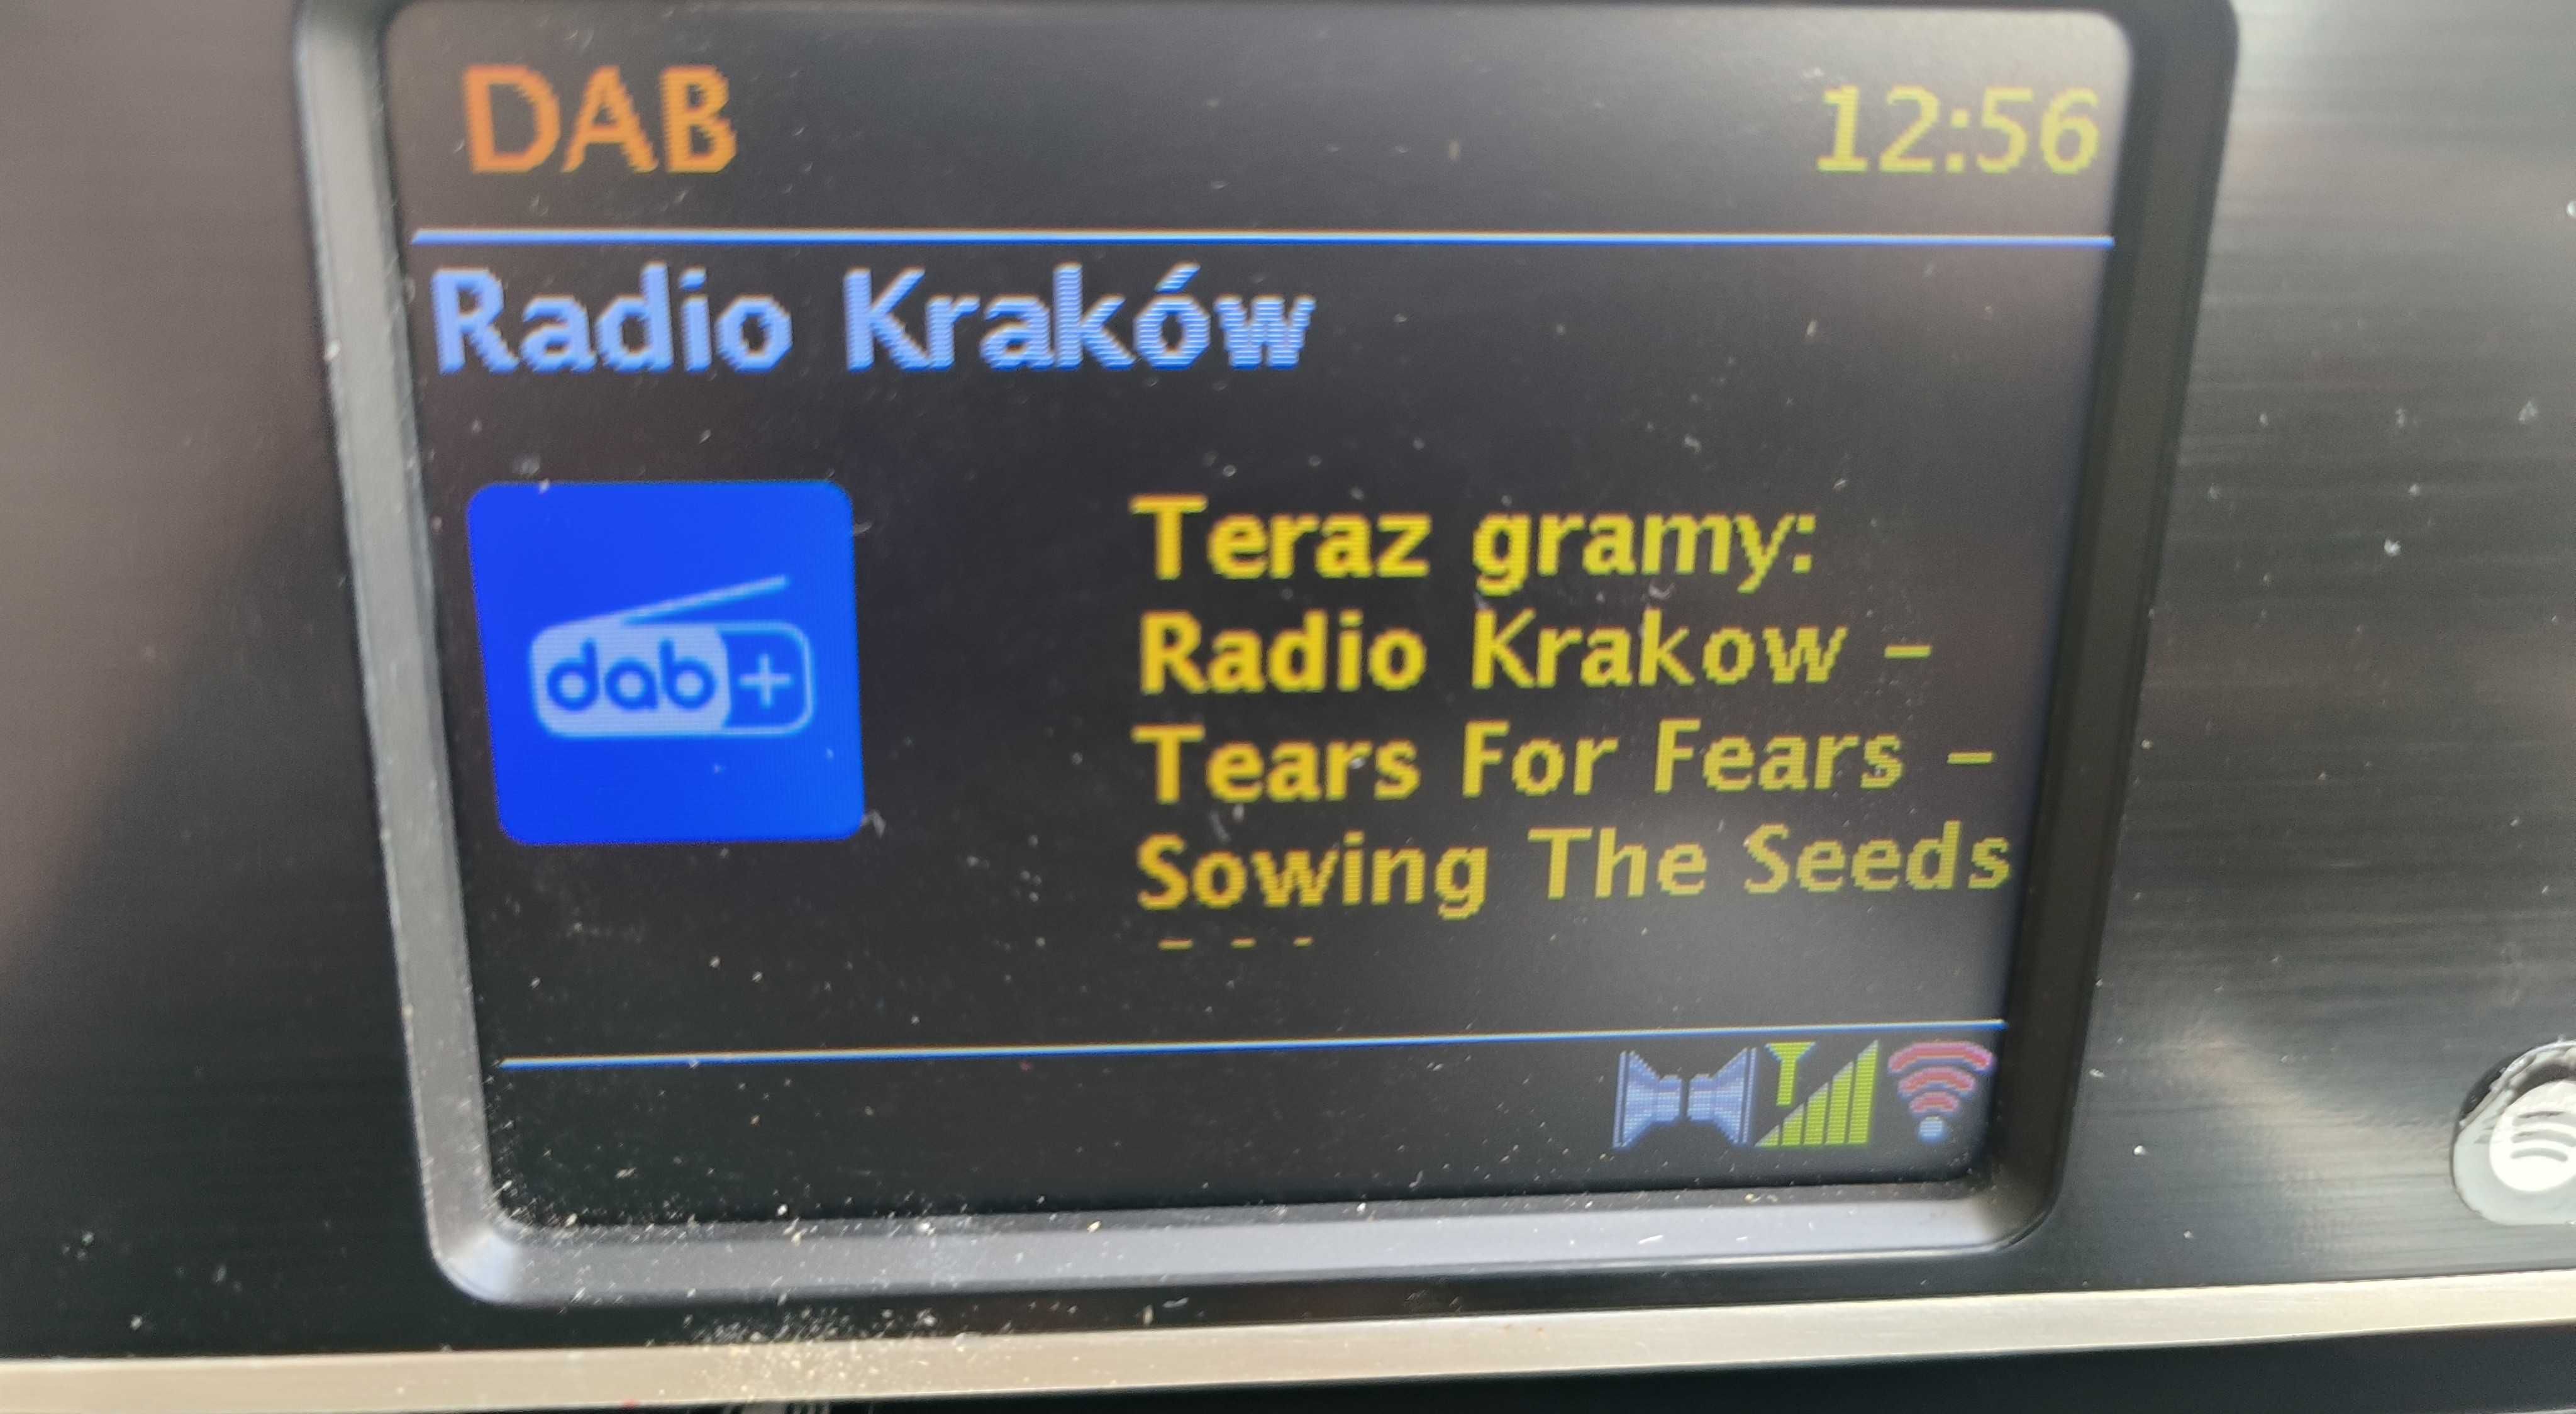 DAB
12:56
Radio Kraków
dab+
Teraz gramy:
Radio Krakow -
Tears For Fears -
Sowing The Seeds
- - -